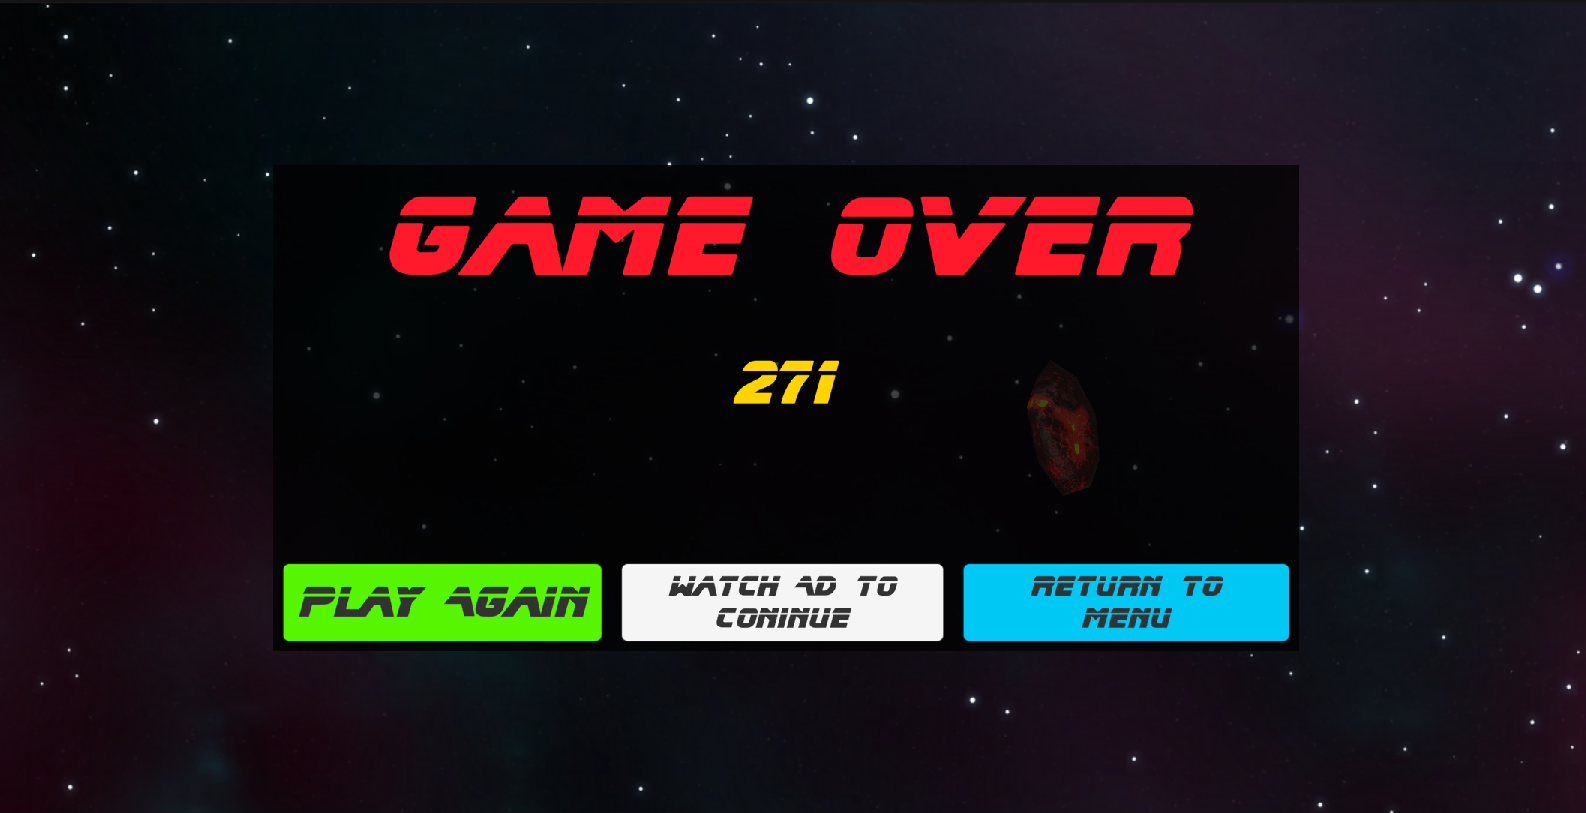 GAME OVER
271
PLAY AGAIN
WATCH AD TO
CONINUE
RETURN TO
MENU